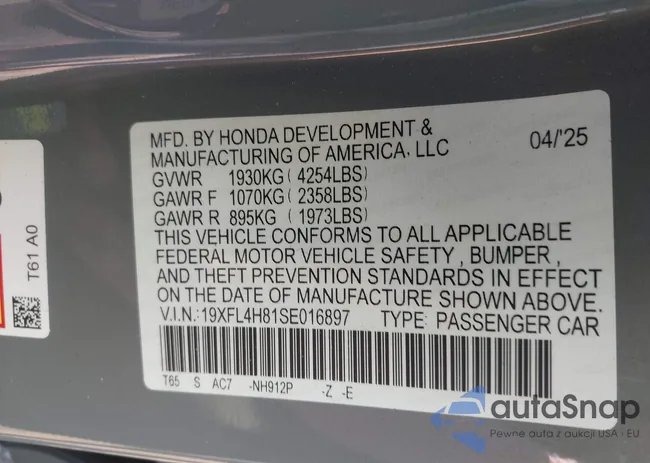 MFD. BY HONDA DEVELOPMENT &
MANUFACTURING OF AMERICA, LLC 04/25
GVWR 1930KG (4254LBS)
GAWR F 1070KG (2358LBS)
GAWR R 895KG (1973LBS)
THIS VEHICLE CONFORMS TO ALL APPLICABLE
FEDERAL MOTOR VEHICLE SAFETY, BUMPER,
AND THEFT PREVENTION STANDARDS IN EFFECT
ON THE DATE OF MANUFACTURE SHOWN ABOVE.
V.I.N.:19XFL4H81SE016897 TYPE: PASSENGER CAR
T65 S AC7 -NH912P -Z -E
T61 A0
autaSnap
Pewne auta z aukcji USA i EU